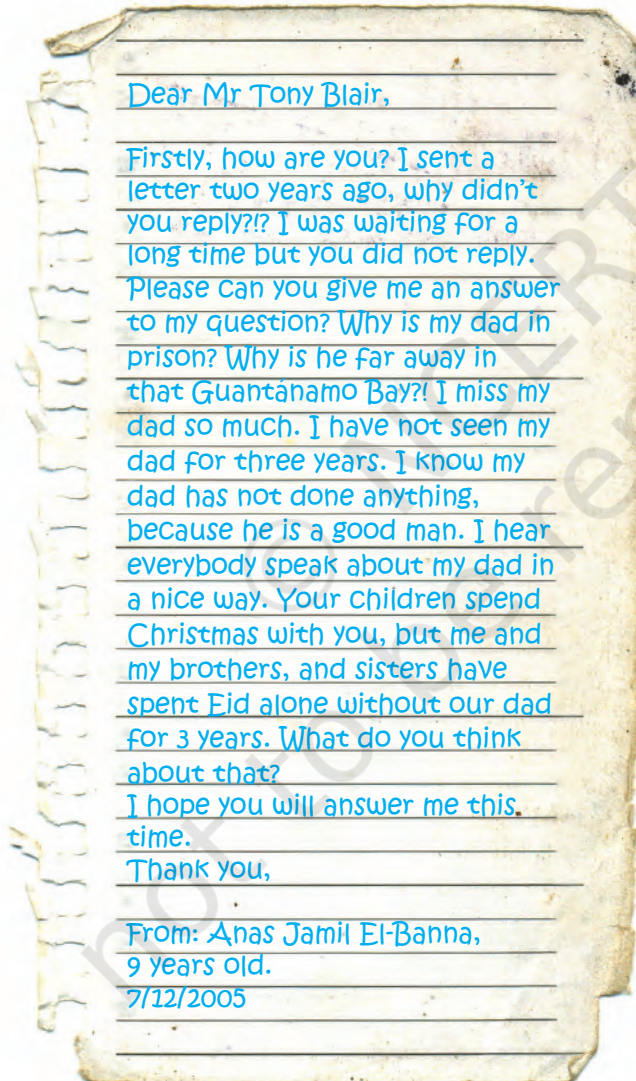 Dear Mr Tony Blair,
Firstly, how are you? I sent a
letter two years ago, why didn't
you reply?!? I was waiting for a
long time but you did not reply.
Please can you give me an answer
to my question? Why is my dad in
prison? Why is he far away in
that Guantánamo Bay?! I miss my
dad so much. I have not seen my
dad for three years. I know my
dad has not done anything,
because he is a good man. I hear
everybody speak about my dad in
a nice way. Your children spend
Christmas with you, but me and
my brothers, and sisters have
spent Eid alone without our dad
for 3 years. What do you think
about that?
I hope you will answer me this
time.
Thank you,
From: Anas Jamil El-Banna,
9 years old.
7/12/2005
© NCERT
not to be re